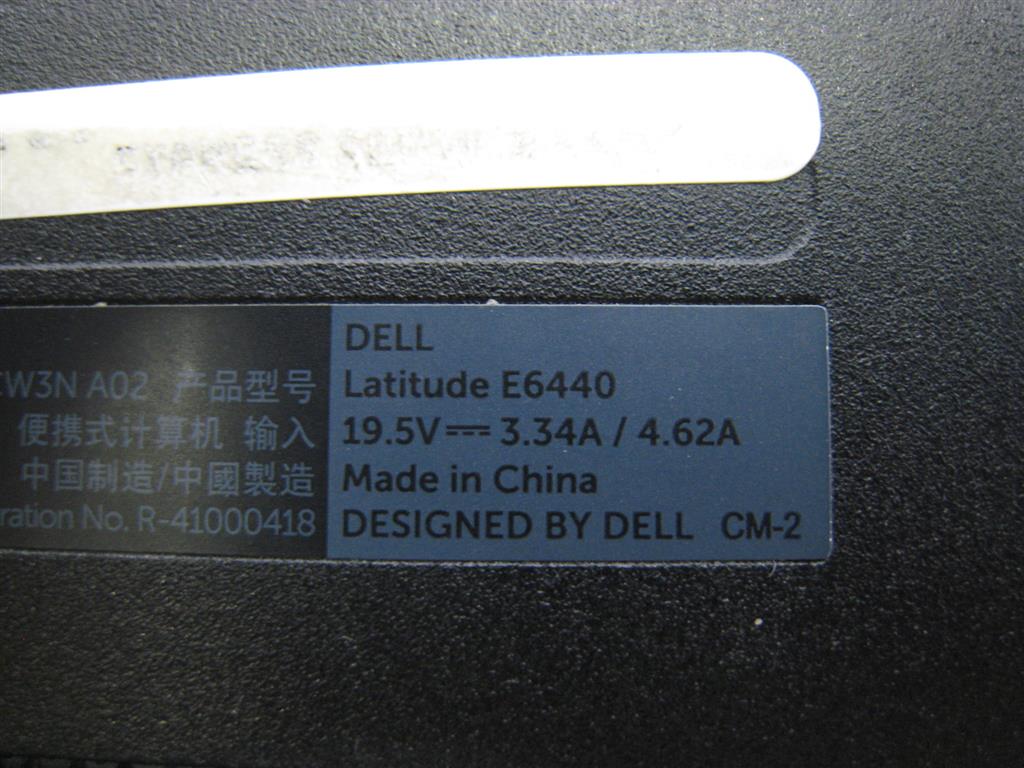 W3N A02 产品型号
便携式计算机 输入
中国制造/中國製造
ration No. R-41000418
DELL
Latitude E6440
19.5V⎓3.34A / 4.62A
Made in China
DESIGNED BY DELL CM-2